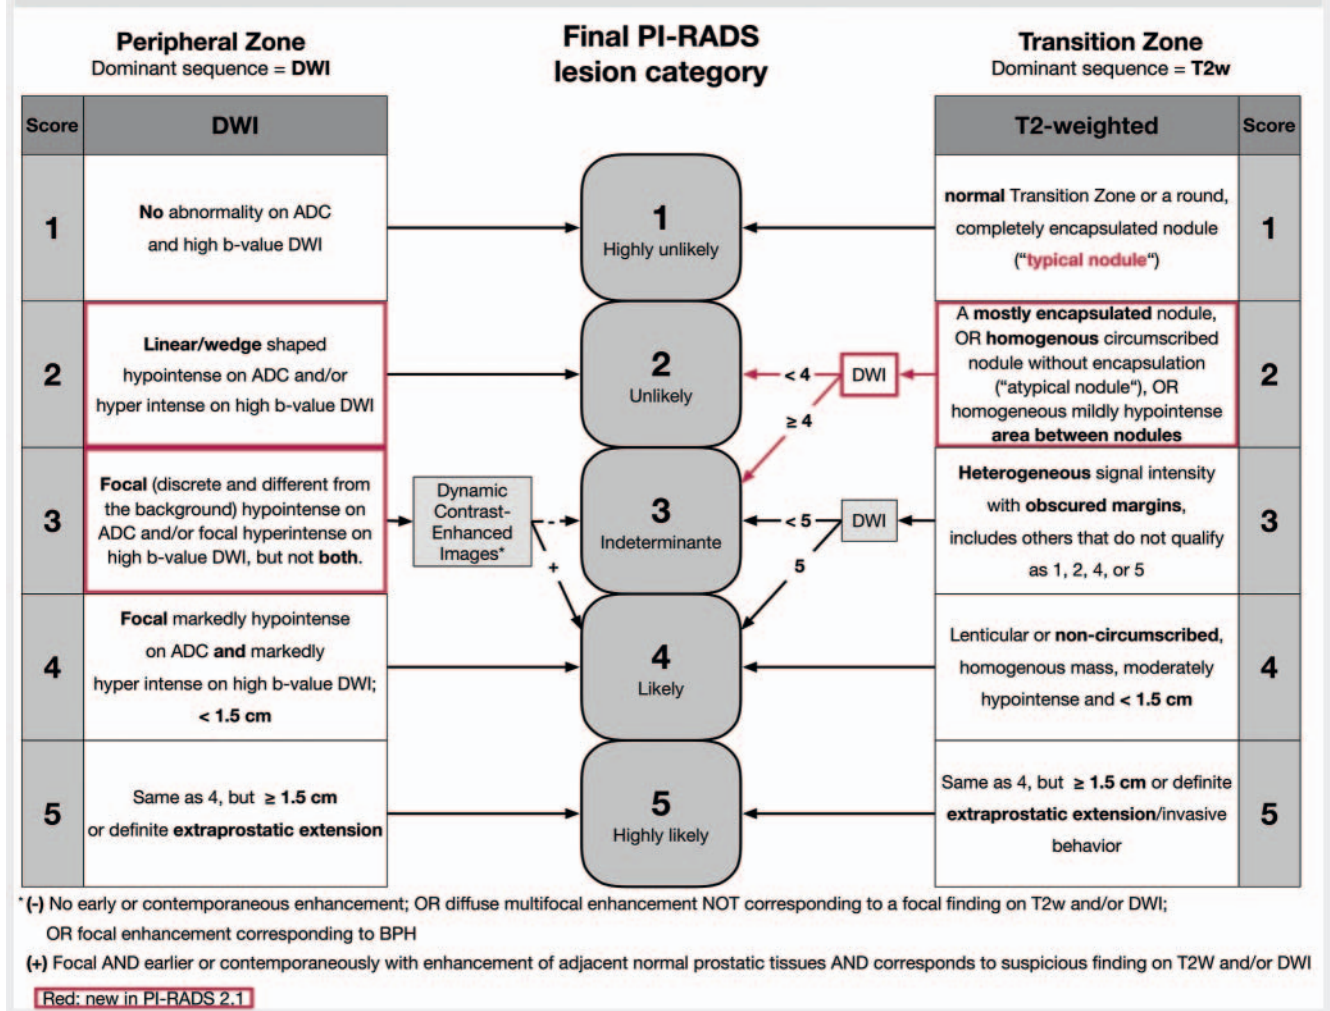 Peripheral Zone
Dominant sequence = DWI
Final PI-RADS
lesion category
Transition Zone
Dominant sequence = T2w
Score
DWI
T2-weighted
Score
1
No abnormality on ADC
and high b-value DWI
1
Highly unlikely
normal Transition Zone or a round,
completely encapsulated nodule
("typical nodule")
1
2
Linear/wedge shaped
hypointense on ADC and/or
hyper intense on high b-value DWI
2
Unlikely
< 4
≥ 4
DWI
A mostly encapsulated nodule,
OR homogenous circumscribed
nodule without encapsulation
("atypical nodule"), OR
homogeneous mildly hypointense
area between nodules
2
3
Focal (discrete and different from
the background) hypointense on
ADC and/or focal hyperintense on
high b-value DWI, but not both.
Dynamic
Contrast-
Enhanced
Images*
-
+
3
Indeterminante
< 5
5
DWI
Heterogeneous signal intensity
with obscured margins,
includes others that do not qualify
as 1, 2, 4, or 5
3
4
Focal markedly hypointense
on ADC and markedly
hyper intense on high b-value DWI;
< 1.5 cm
4
Likely
Lenticular or non-circumscribed,
homogenous mass, moderately
hypointense and < 1.5 cm
4
5
Same as 4, but ≥ 1.5 cm
or definite extraprostatic extension
5
Highly likely
Same as 4, but ≥ 1.5 cm or definite
extraprostatic extension/invasive
behavior
5
* (-) No early or contemporaneous enhancement; OR diffuse multifocal enhancement NOT corresponding to a focal finding on T2w and/or DWI;
OR focal enhancement corresponding to BPH
(+) Focal AND earlier or contemporaneously with enhancement of adjacent normal prostatic tissues AND corresponds to suspicious finding on T2W and/or DWI
Red: new in PI-RADS 2.1